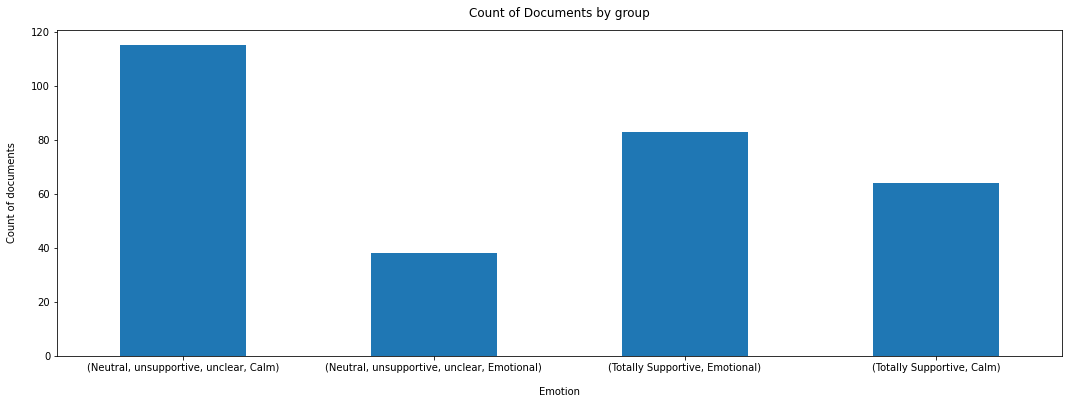 Count of Documents by group
Count of documents
120
100
80
60
40
20
0
(Neutral, unsupportive, unclear, Calm)
(Neutral, unsupportive, unclear, Emotional)
(Totally Supportive, Emotional)
(Totally Supportive, Calm)
Emotion